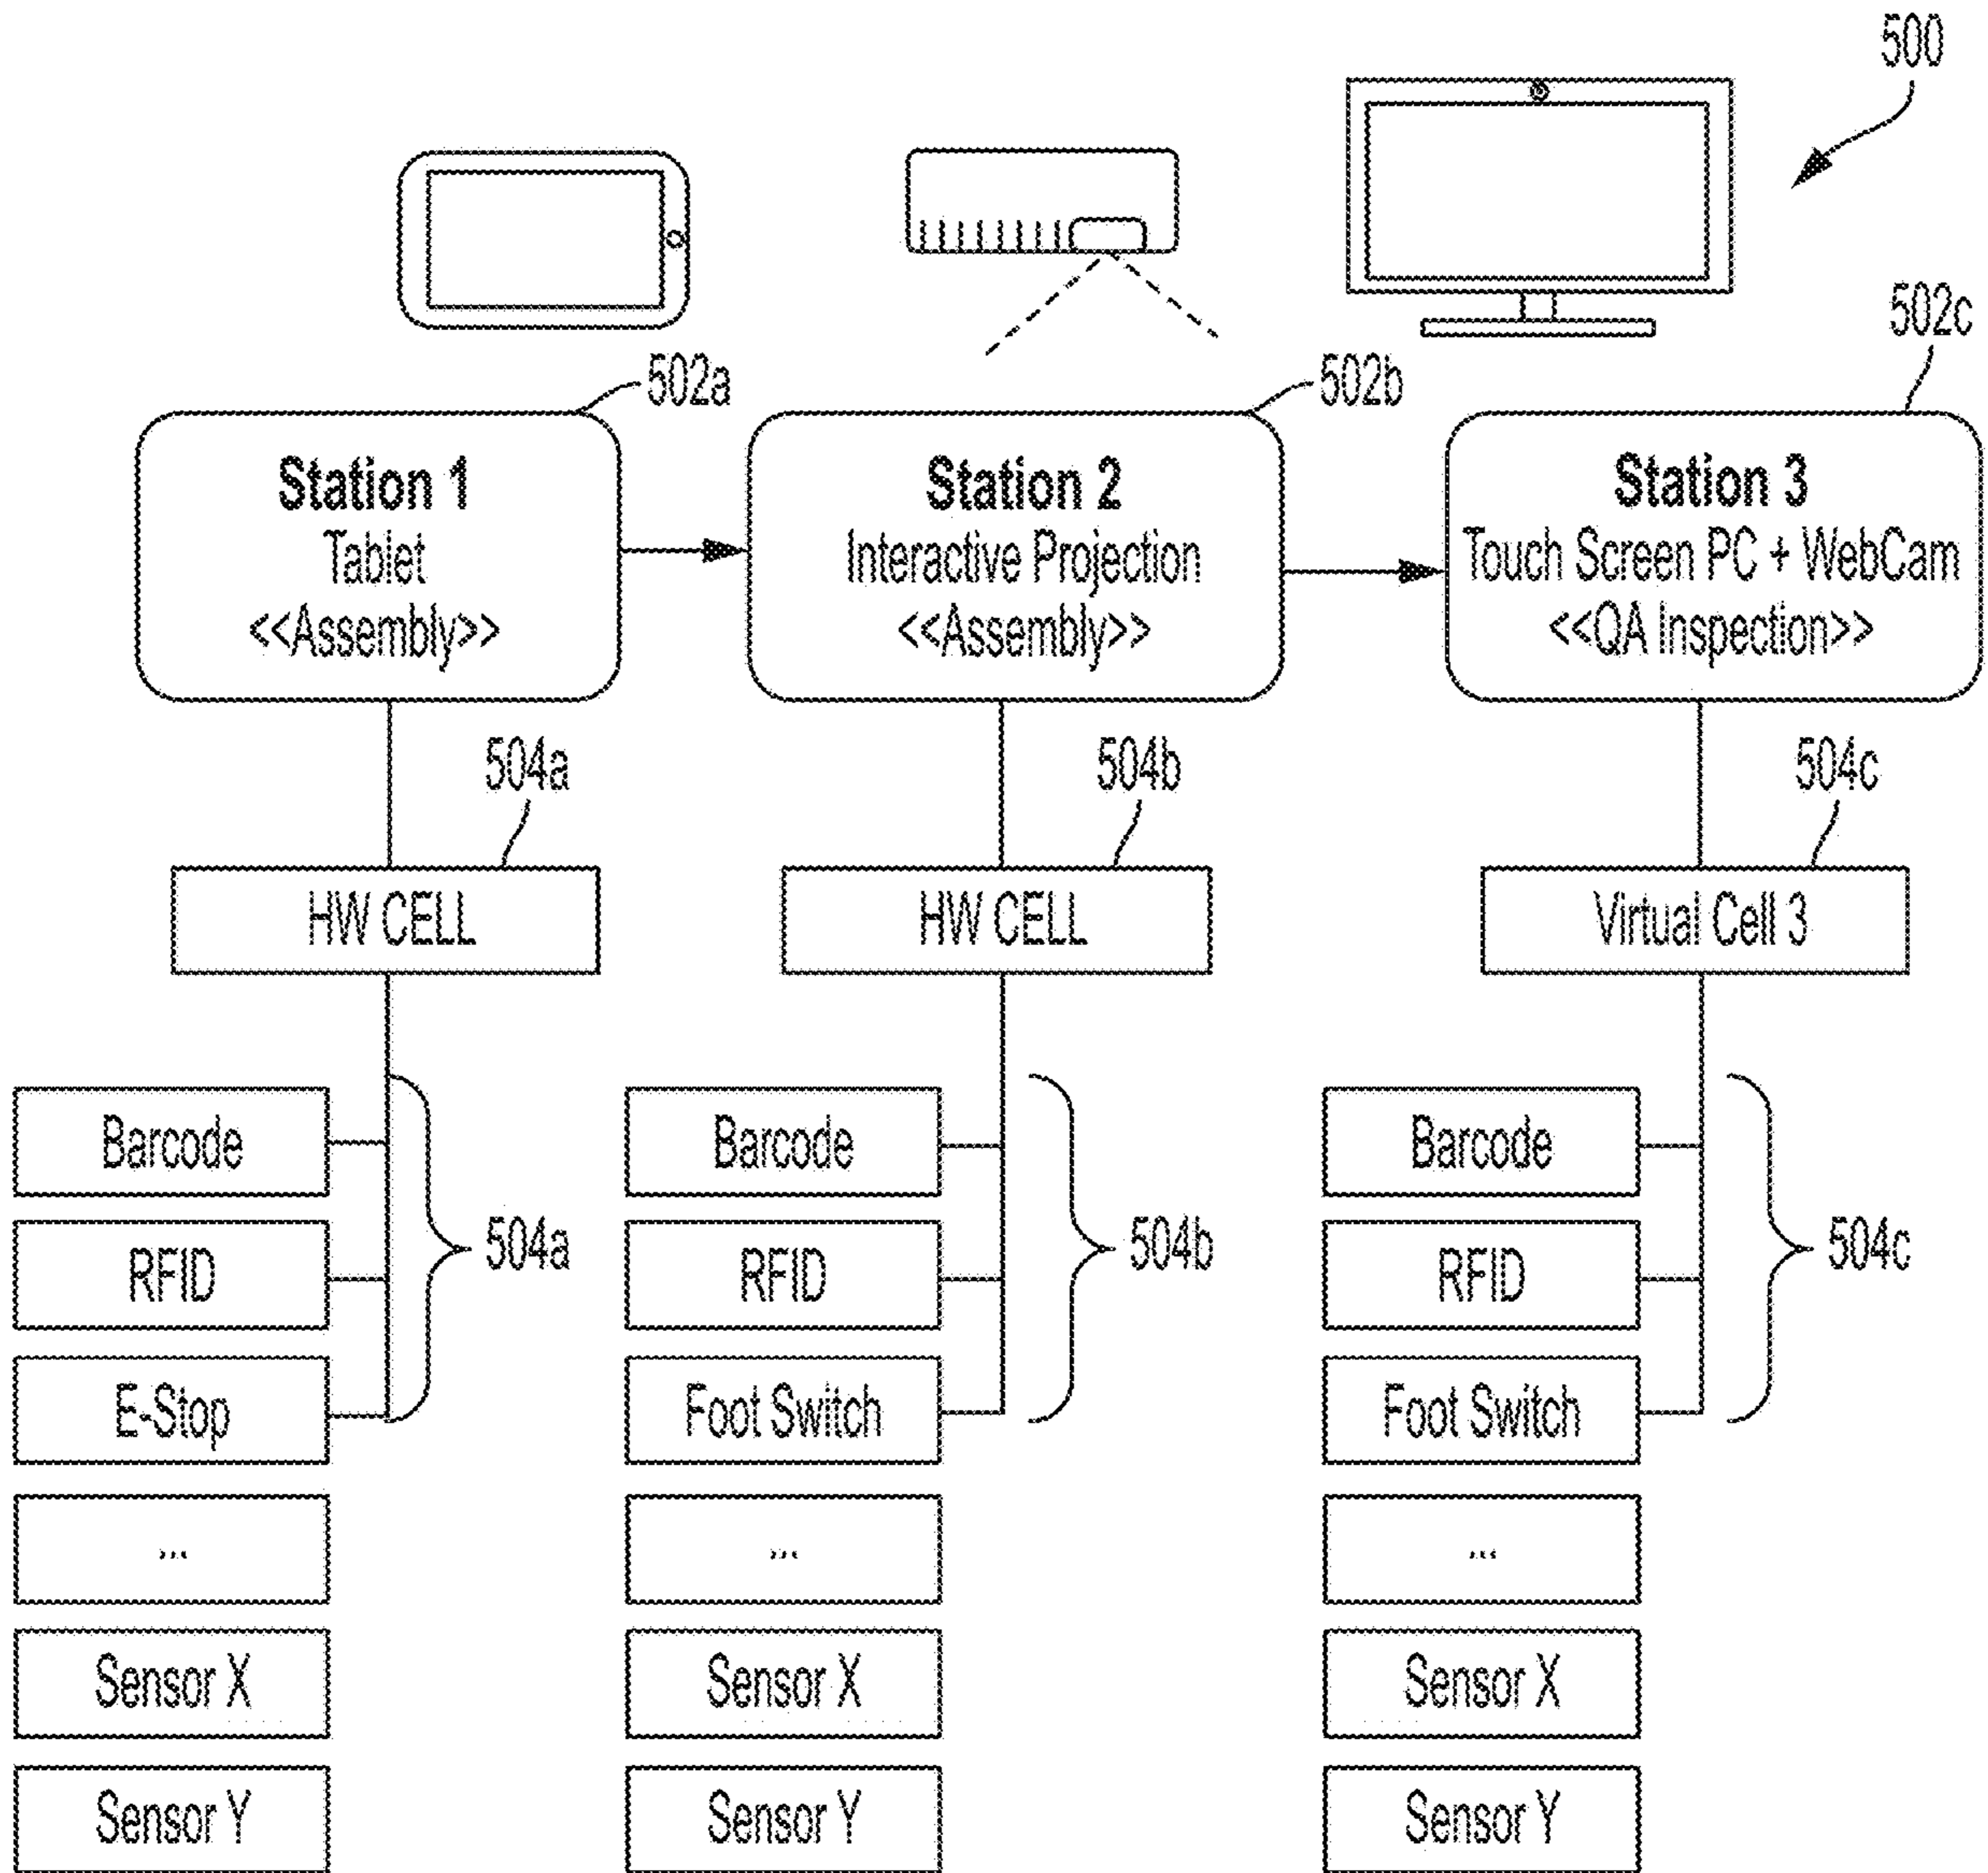 500
502a
502b
502c
Station 1
Tablet
<<Assembly>>
Station 2
Interactive Projection
<<Assembly>>
Station 3
Touch Screen PC + WebCam
<<QA Inspection>>
504a
504b
504c
HW CELL
HW CELL
Virtual Cell 3
Barcode
RFID
E-Stop
...
Sensor X
Sensor Y
504a
Barcode
RFID
Foot Switch
...
Sensor X
Sensor Y
504b
Barcode
RFID
Foot Switch
...
Sensor X
Sensor Y
504c